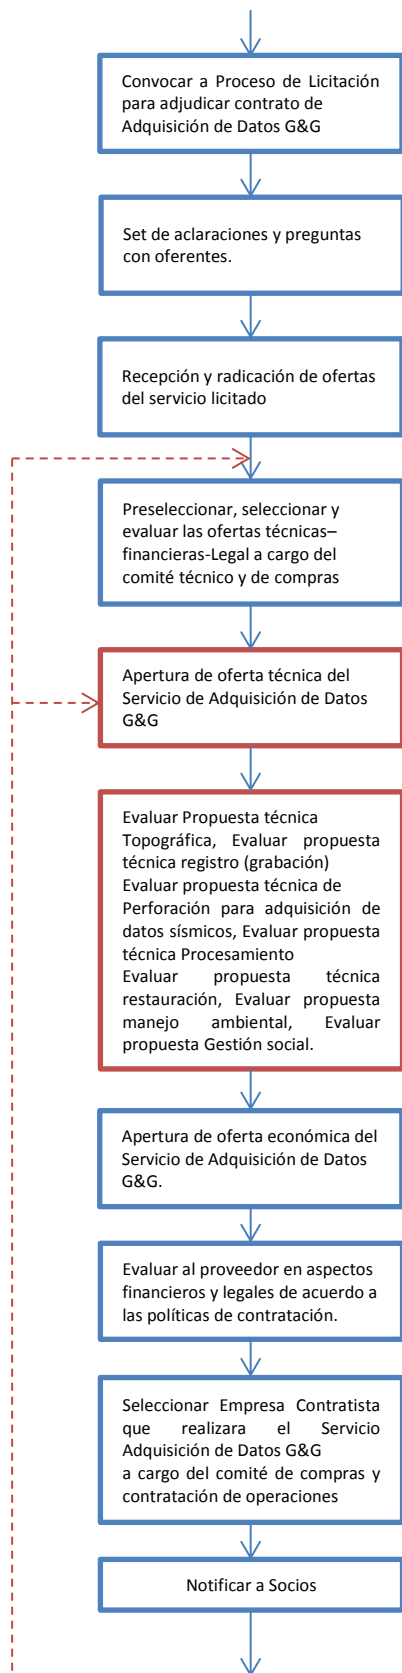 Convocar a Proceso de Licitación
para adjudicar contrato de
Adquisición de Datos G&G
Set de aclaraciones y preguntas
con oferentes.
Recepción y radicación de ofertas
del servicio licitado
Preseleccionar, seleccionar y
evaluar las ofertas técnicas–
financieras-Legal a cargo del
comité técnico y de compras
Apertura de oferta técnica del
Servicio de Adquisición de Datos
G&G
Evaluar Propuesta técnica
Topográfica, Evaluar propuesta
técnica registro (grabación)
Evaluar propuesta técnica de
Perforación para adquisición de
datos sísmicos, Evaluar propuesta
técnica Procesamiento
Evaluar propuesta técnica
restauración, Evaluar propuesta
manejo ambiental, Evaluar
propuesta Gestión social.
Apertura de oferta económica del
Servicio de Adquisición de Datos
G&G.
Evaluar al proveedor en aspectos
financieros y legales de acuerdo a
las políticas de contratación.
Seleccionar Empresa Contratista
que realizara el Servicio
Adquisición de Datos G&G
a cargo del comité de compras y
contratación de operaciones
Notificar a Socios